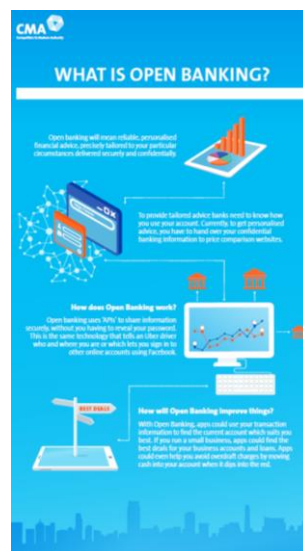 CMA
Competition & Markets Authority
WHAT IS OPEN BANKING?
Open banking will mean reliable, personalised
financial advice, precisely tailored to your particular
circumstances delivered securely and confidentially.
To provide tailored advice banks need to know how
you use your account. Currently, to get personalised
advice, you have to hand over your confidential
banking information to price comparison websites.
How does Open Banking work?
Open banking uses 'APIs' to share information
securely, without you having to reveal your password.
This is the same technology that tells an Uber driver
who and where you are or which lets you sign in to
other online accounts using Facebook.
BEST DEALS
How will Open Banking improve things?
With Open Banking, apps could use your transaction
information to find the current account which suits you
best. If you run a small business, apps could find the
best deals for your business accounts and loans. Apps
could even help you avoid overdraft charges by moving
cash into your account when it dips into the red.